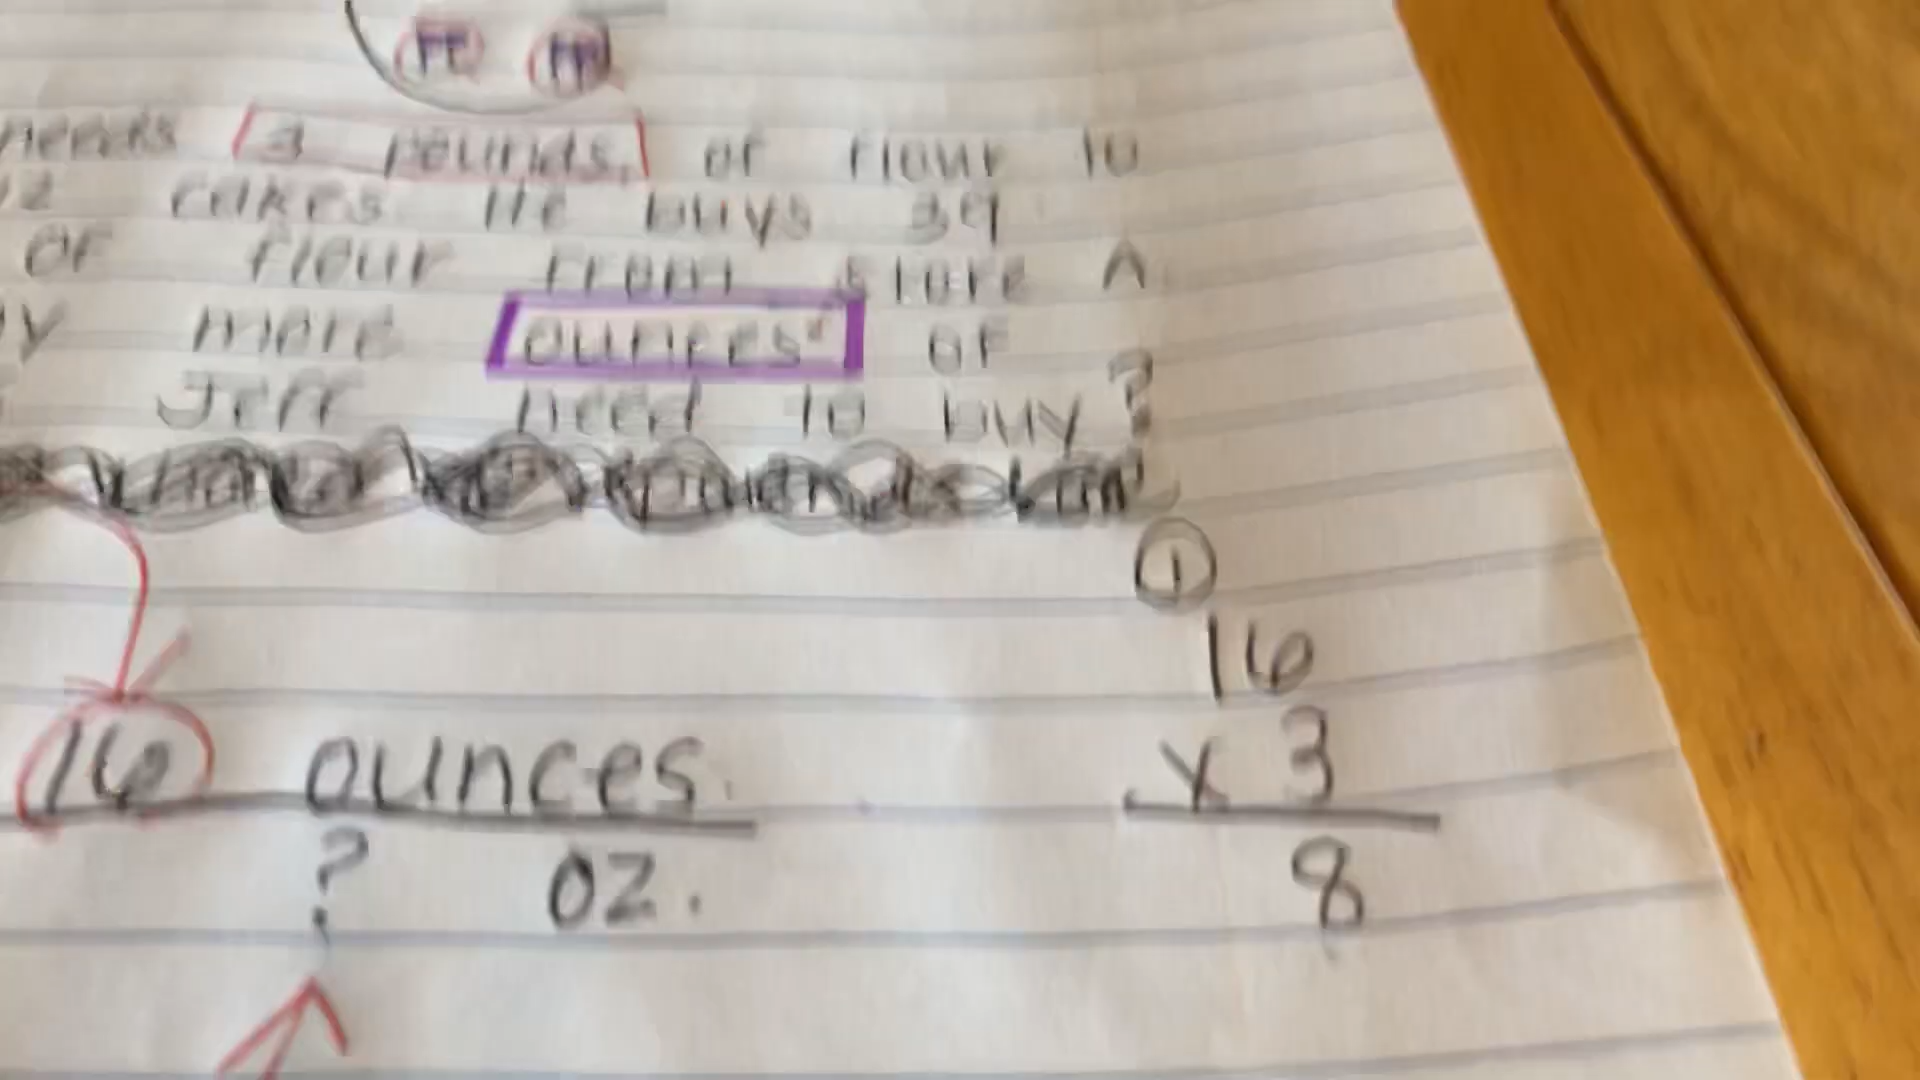 needs 3 pounds, of flour to
cakes He buys 39
of flour from Store A
more ounces of
Jeff need to buy?
1
16
16 ounces.
x 3
? oz.
8